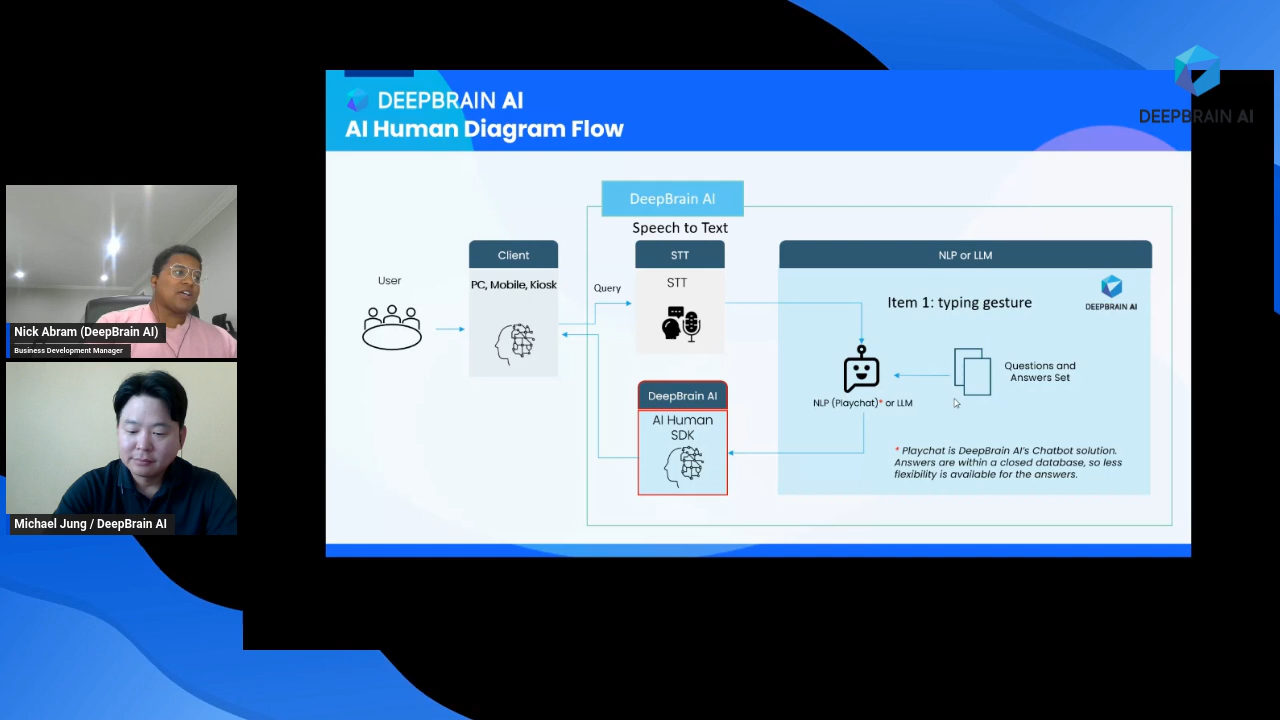 DEEPBRAIN AI
AI Human Diagram Flow
DEEPBRAIN AI
DeepBrain AI
Speech to Text
Client
STT
NLP or LLM
User
PC, Mobile, Kiosk
Query
STT
Item 1: typing gesture
DEEPBRAIN AI
Questions and
Answers Set
NLP (Playchat)* or LLM
DeepBrain AI
AI Human
SDK
* Playchat is DeepBrain AI's Chatbot solution.
Answers are within a closed database, so less
flexibility is available for the answers.
Nick Abram (DeepBrain AI)
Business Development Manager
Michael Jung / DeepBrain AI